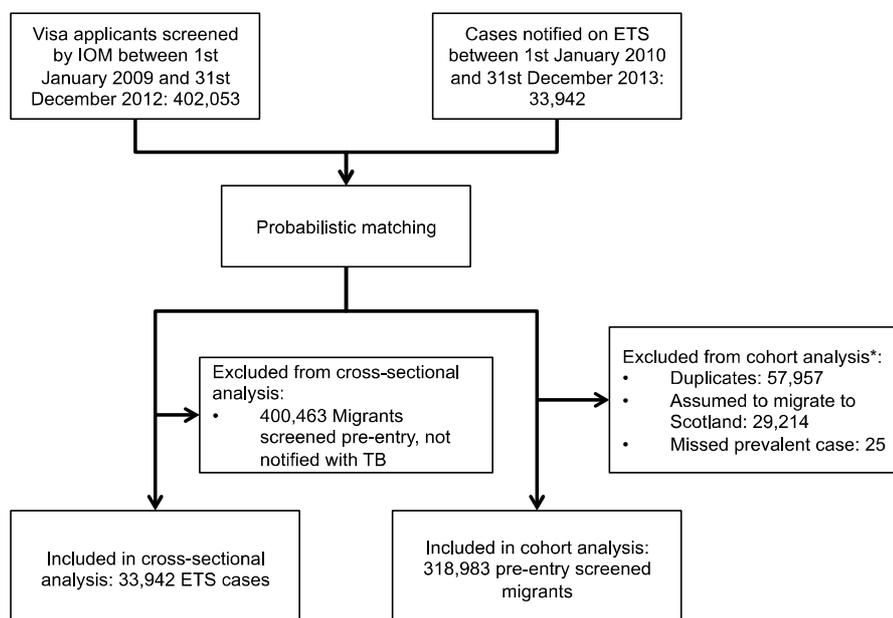 Visa applicants screened
by IOM between 1st
January 2009 and 31st
December 2012: 402,053
Cases notified on ETS
between 1st January 2010
and 31st December 2013:
33,942
Probabilistic matching
Excluded from cross-sectional
analysis:
• 400,463 Migrants
screened pre-entry, not
notified with TB
Excluded from cohort analysis*:
• Duplicates: 57,957
• Assumed to migrate to
Scotland: 29,214
• Missed prevalent case: 25
Included in cross-sectional
analysis: 33,942 ETS cases
Included in cohort analysis:
318,983 pre-entry screened
migrants